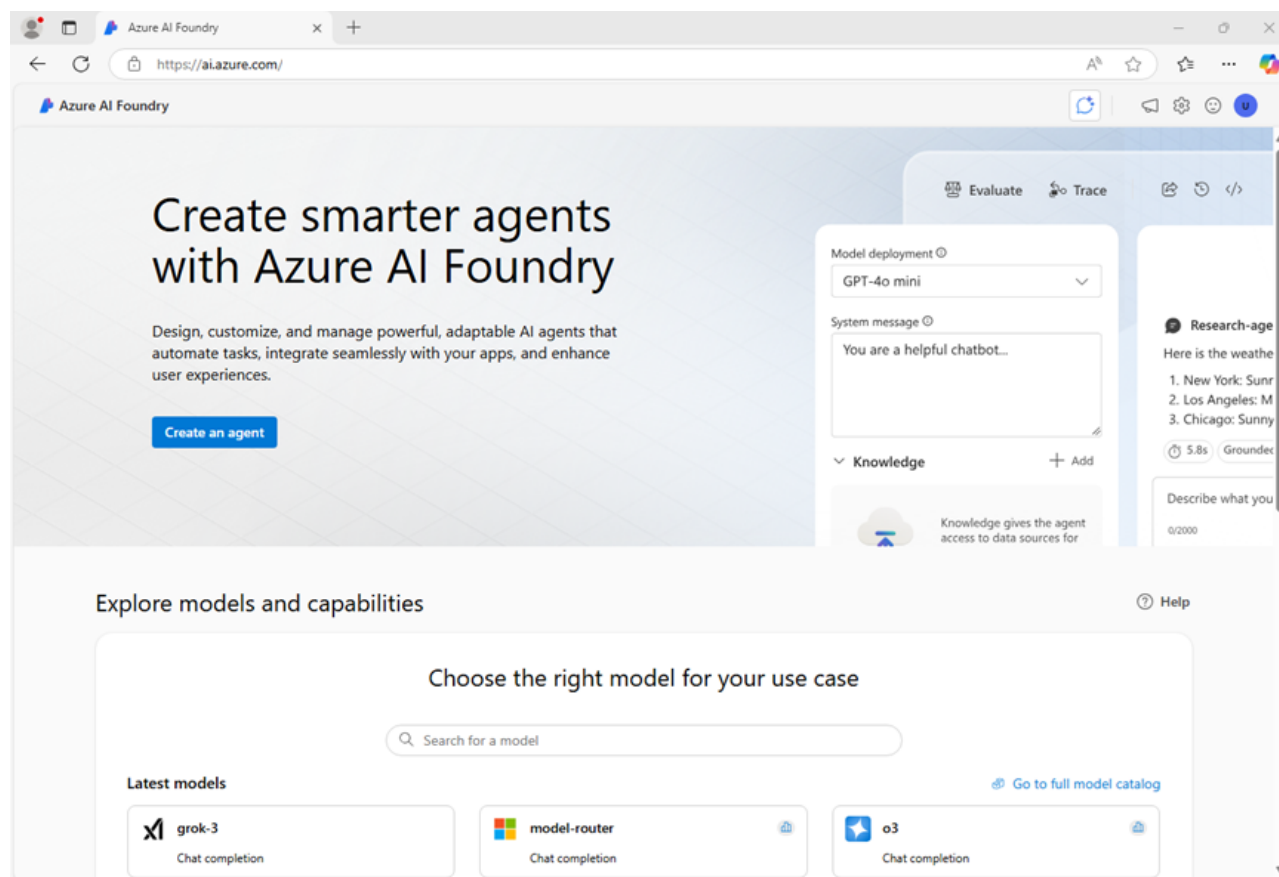 Azure AI Foundry
https://ai.azure.com/
Azure AI Foundry
U
Create smarter agents
with Azure AI Foundry
Design, customize, and manage powerful, adaptable AI agents that
automate tasks, integrate seamlessly with your apps, and enhance
user experiences.
Create an agent
Evaluate Trace
Model deployment
GPT-4o mini
System message
You are a helpful chatbot...
Knowledge + Add
Knowledge gives the agent
access to data sources for
Research-age
Here is the weathe
1. New York: Sunr
2. Los Angeles: M
3. Chicago: Sunny
5.8s Grounded
Describe what you
0/2000
Explore models and capabilities
Help
Choose the right model for your use case
Search for a model
Latest models
Go to full model catalog
grok-3
Chat completion
model-router
Chat completion
o3
Chat completion